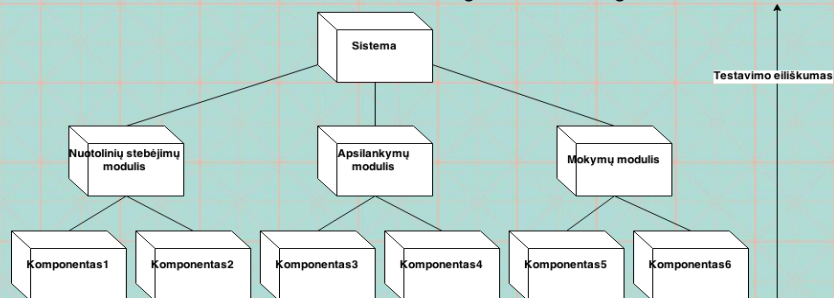 Sistema
Testavimo eiliškumas
Nuotolinių stebėjimų
modulis
Apsilankymų
modulis
Mokymų modulis
Komponentas1
Komponentas2
Komponentas3
Komponentas4
Komponentas5
Komponentas6